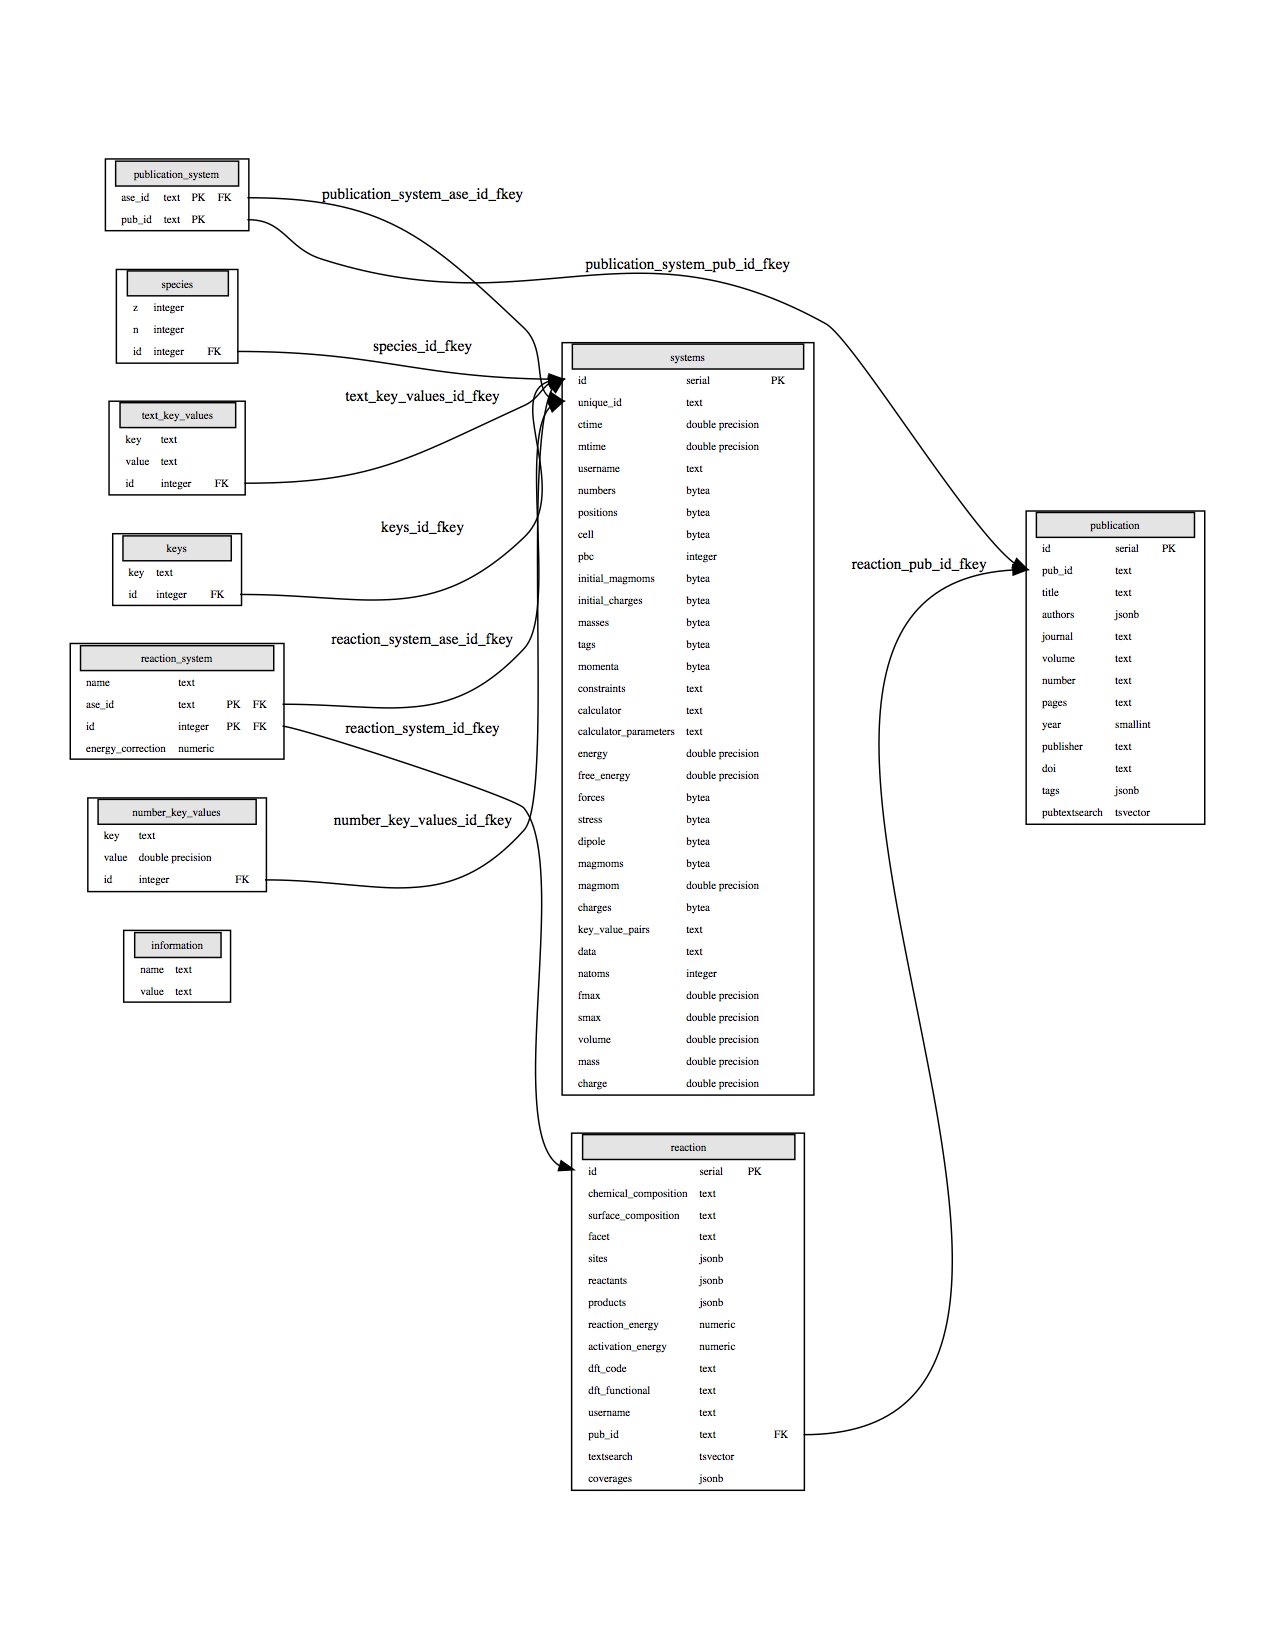 publication_system
ase_id text PK FK
pub_id text PK
publication_system_ase_id_fkey
publication_system_pub_id_fkey
species
z integer
n integer
id integer FK
species_id_fkey
text_key_values
key text
value text
id integer FK
text_key_values_id_fkey
keys
key text
id integer FK
keys_id_fkey
reaction_system
name text
ase_id text PK FK
id integer PK FK
energy_correction numeric
reaction_system_ase_id_fkey
reaction_system_id_fkey
number_key_values
key text
value double precision
id integer FK
number_key_values_id_fkey
information
name text
value text
systems
id serial PK
unique_id text
ctime double precision
mtime double precision
username text
numbers bytea
positions bytea
cell bytea
pbc integer
initial_magmoms bytea
initial_charges bytea
masses bytea
tags bytea
momenta bytea
constraints text
calculator text
calculator_parameters text
energy double precision
free_energy double precision
forces bytea
stress bytea
dipole bytea
magmoms bytea
magmom double precision
charges bytea
key_value_pairs text
data text
natoms integer
fmax double precision
smax double precision
volume double precision
mass double precision
charge double precision
reaction
id serial PK
chemical_composition text
surface_composition text
facet text
sites jsonb
reactants jsonb
products jsonb
reaction_energy numeric
activation_energy numeric
dft_code text
dft_functional text
username text
pub_id text FK
textsearch tsvector
coverages jsonb
reaction_pub_id_fkey
publication
id serial PK
pub_id text
title text
authors jsonb
journal text
volume text
number text
pages text
year smallint
publisher text
doi text
tags jsonb
pubtextsearch tsvector